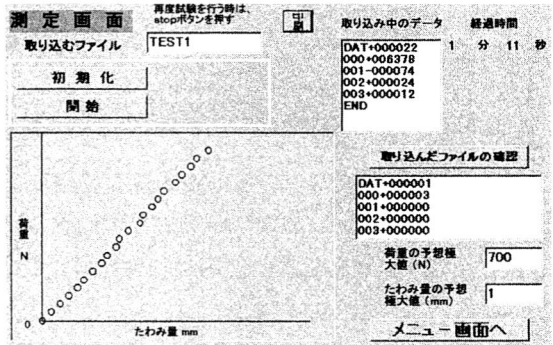 測定画面
再度試験を行う時は、
stopボタンを押す
印刷
取り込むファイル
TEST1
初期化
開始
取り込み中のデータ
経過時間
DAT+000022
000+006378
001-000074
002+000024
003+000012
END
1 分 11 秒
取り込んだファイルの確認
DAT+000001
000+000003
001+000000
002+000000
003+000000
荷重の予想極
大値(N)
700
たわみ量の予想
極大値(mm)
1
メニュー画面へ
荷重 N
0
たわみ量 mm